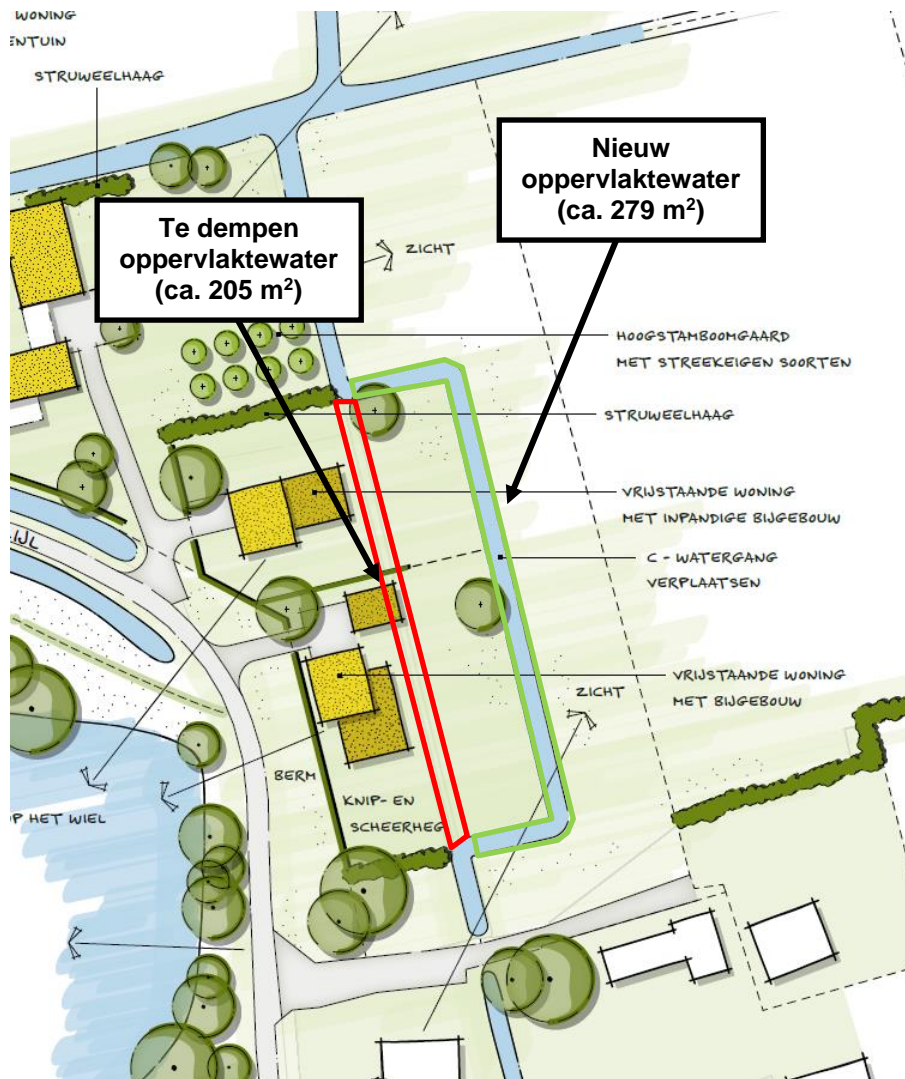 WONING
ENTUIN
STRUWEELHAAG
Nieuw
oppervlaktewater
(ca. 279 m²)
Te dempen
oppervlaktewater
(ca. 205 m²)
ZICHT
HOOGSTAMBOOMGAARD
MET STREEKEIGEN SOORTEN
STRUWEELHAAG
VRIJSTAANDE WONING
MET INPANDIGE BIJGEBOUW
IJL
C - WATERGANG
VERPLAATSEN
VRIJSTAANDE WONING
MET BIJGEBOUW
ZICHT
BERM
KNIP- EN
SCHEERHEG
OP HET WIEL